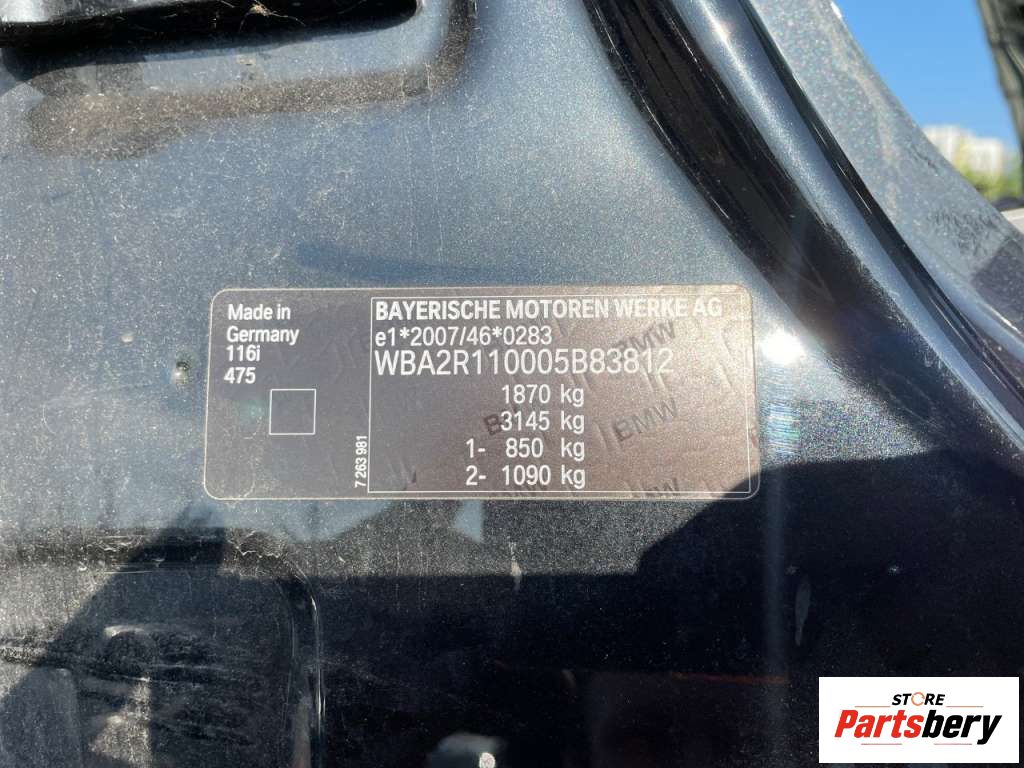 Made in
Germany
116i
475
7 263 981
BAYERISCHE MOTOREN WERKE AG
e1*2007/46*0283
WBA2R110005B83812
1870 kg
3145 kg
1- 850 kg
2- 1090 kg
BMW
STORE
Partsbery